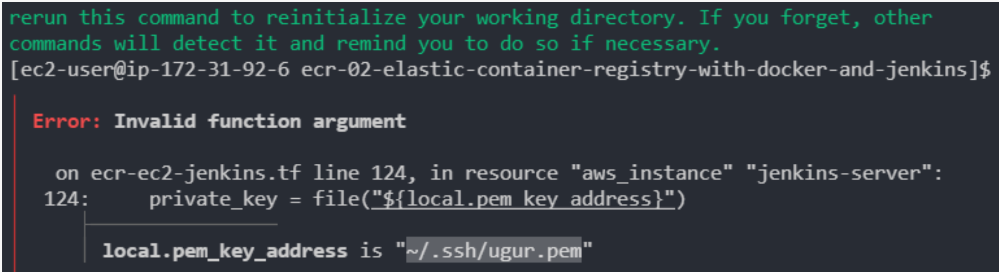 rerun this command to reinitialize your working directory. If you forget, other
commands will detect it and remind you to do so if necessary.
[ec2-user@ip-172-31-92-6 ecr-02-elastic-container-registry-with-docker-and-jenkins]$
Error: Invalid function argument
on ecr-ec2-jenkins.tf line 124, in resource "aws_instance" "jenkins-server":
124: private_key = file("${local.pem_key_address}")
local.pem_key_address is "~/.ssh/ugur.pem"